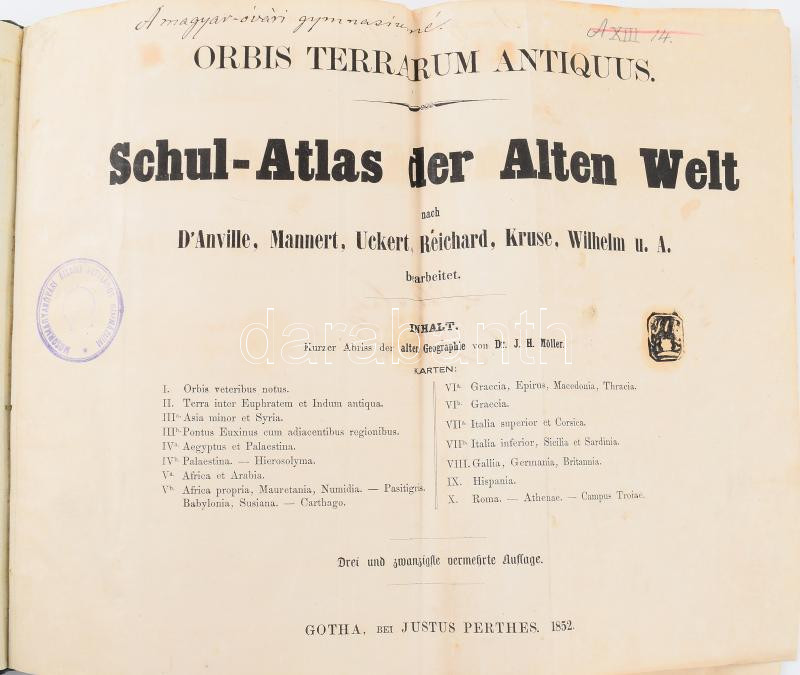 A magyar-óvári gymnasiumé.
A XIII 14.
ORBIS TERRARUM ANTIQUUS.
Schul-Atlas der Alten Welt
nach
D'Anville, Mannert, Uckert, Reichard, Kruse, Wilhelm u. A.
bearbeitet.
INHALT.
Kurzer Abriss der alten Geographie von Dr. J. H. Möller.
KARTEN:
I. Orbis veteribus notus.
II. Terra inter Euphratem et Indum antiqua.
IIIa. Asia minor et Syria.
IIIb. Pontus Euxinus cum adiacentibus regionibus.
IVa. Aegyptus et Palaestina.
IVb. Palaestina. — Hierosolyma.
Va. Africa et Arabia.
Vb. Africa propria, Mauretania, Numidia. — Pasitigris.
Babylonia, Susiana. — Carthago.
VIa. Graecia, Epirus, Macedonia, Thracia.
VIb. Graecia.
VIIa. Italia superior et Corsica.
VIIb. Italia inferior, Sicilia et Sardinia.
VIII. Gallia, Germania, Britannia.
IX. Hispania.
X. Roma. — Athenae. — Campus Troiae.
Drei und zwanzigste vermehrte Auflage.
GOTHA, BEI JUSTUS PERTHES. 1852.
darabanth